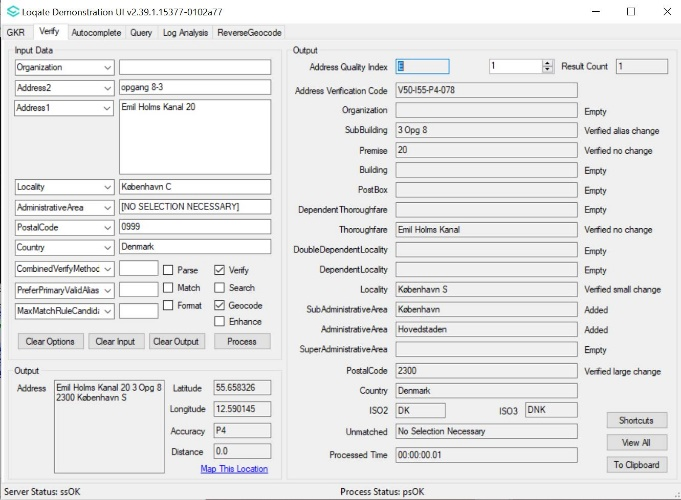 Loqate Demonstration UI v2.39.1.15377-0102a77
GKR Verify Autocomplete Query Log Analysis ReverseGeocode
Input Data
Organization
Address2 opgang 8-3
Address1 Emil Holms Kanal 20
Locality København C
AdministrativeArea [NO SELECTION NECESSARY]
PostalCode 0999
Country Denmark
CombinedVerifyMethoc Parse Verify
PreferPrimaryValidAlias Match Search
MaxMatchRuleCandida Format Geocode
Enhance
Clear Options Clear Input Clear Output Process
Output
Address Emil Holms Kanal 20 3 Opg 8
2300 København S
Latitude 55.658326
Longitude 12.590145
Accuracy P4
Distance 0.0
Map This Location
Output
Address Quality Index E 1 Result Count 1
Address Verification Code V50-I55-P4-078
Organization Empty
SubBuilding 3 Opg 8 Verified alias change
Premise 20 Verified no change
Building Empty
PostBox Empty
DependentThoroughfare Empty
Thoroughfare Emil Holms Kanal Verified no change
DoubleDependentLocality Empty
DependentLocality Empty
Locality København S Verified small change
SubAdministrativeArea København Added
AdministrativeArea Hovedstaden Added
SuperAdministrativeArea Empty
PostalCode 2300 Verified large change
Country Denmark
ISO2 DK ISO3 DNK
Unmatched No Selection Necessary
Processed Time 00:00:00.01
Shortcuts
View All
To Clipboard
Server Status: ssOK Process Status: psOK